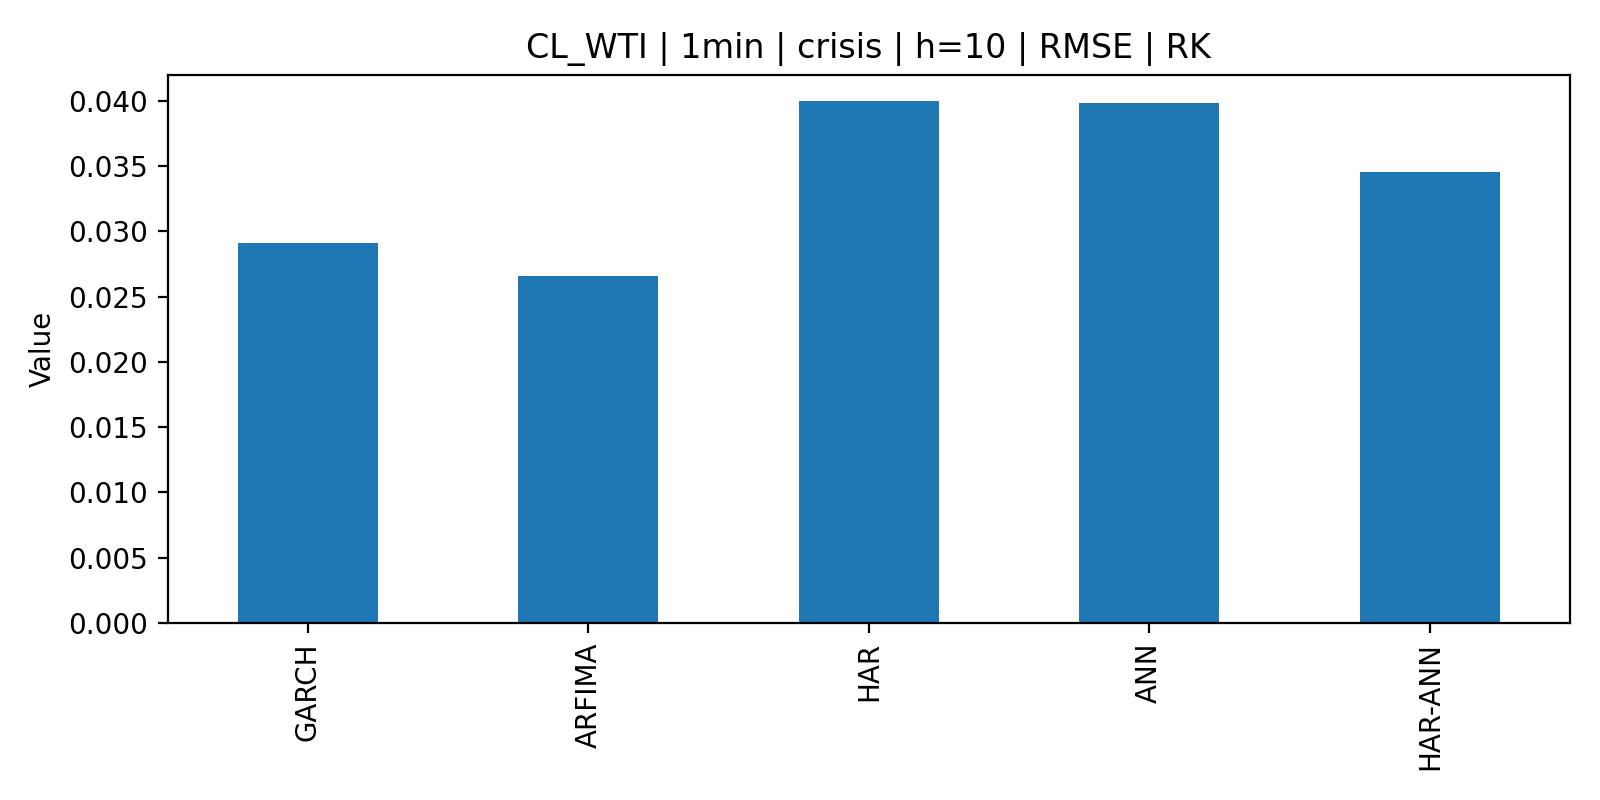 CL_WTI | 1min | crisis | h=10 | RMSE | RK
0.040
0.035
0.030
0.025
0.020
0.015
0.010
0.005
0.000
Value
GARCH
ARFIMA
HAR
ANN
HAR-ANN